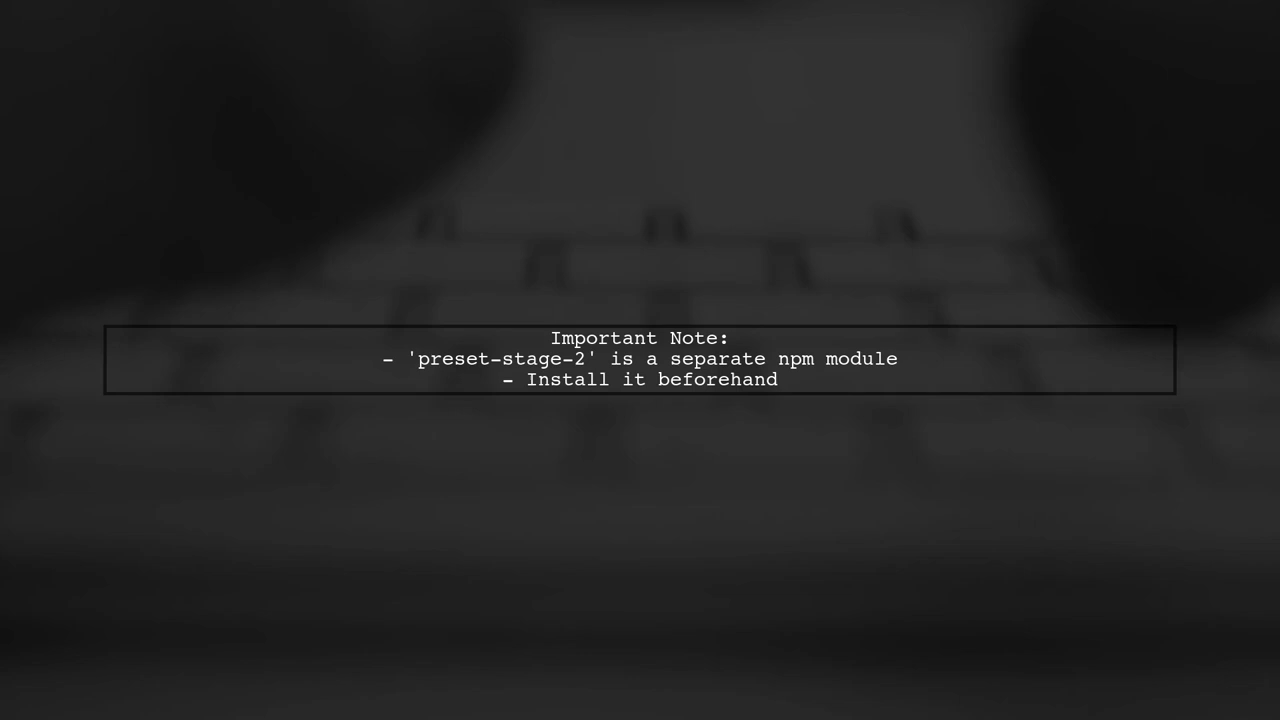 Important Note:
- 'preset-stage-2' is a separate npm module
- Install it beforehand